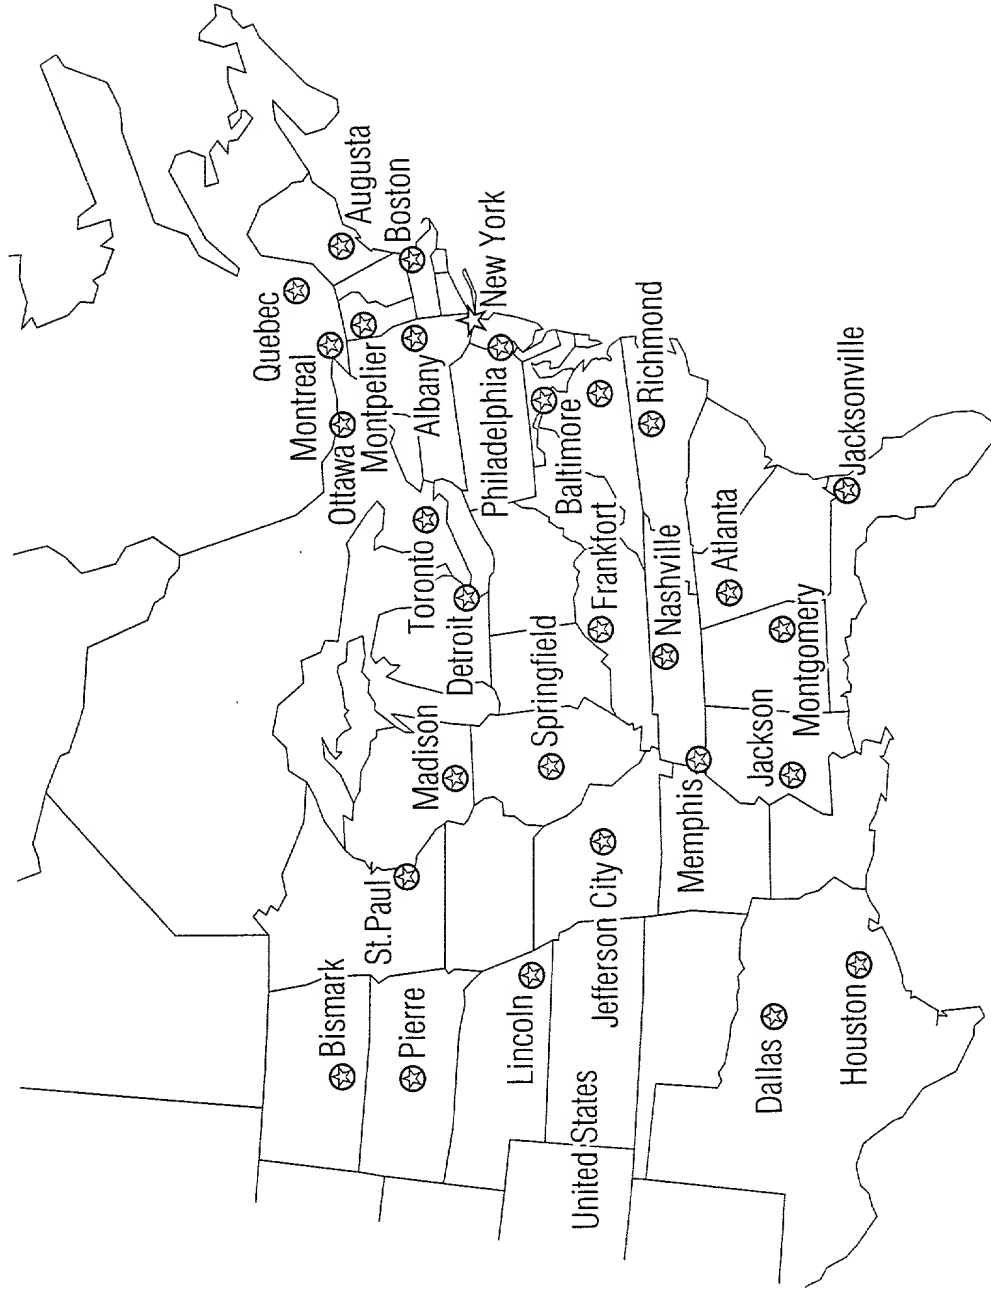 Quebec
Montreal
Ottawa
Montpelier
Augusta
Boston
Albany
New York
Toronto
Detroit
Philadelphia
Baltimore
Richmond
Bismark
Pierre
St.Paul
Madison
Springfield
Frankfort
Lincoln
Jefferson City
United States
Nashville
Memphis
Atlanta
Jackson
Montgomery
Jacksonville
Dallas
Houston